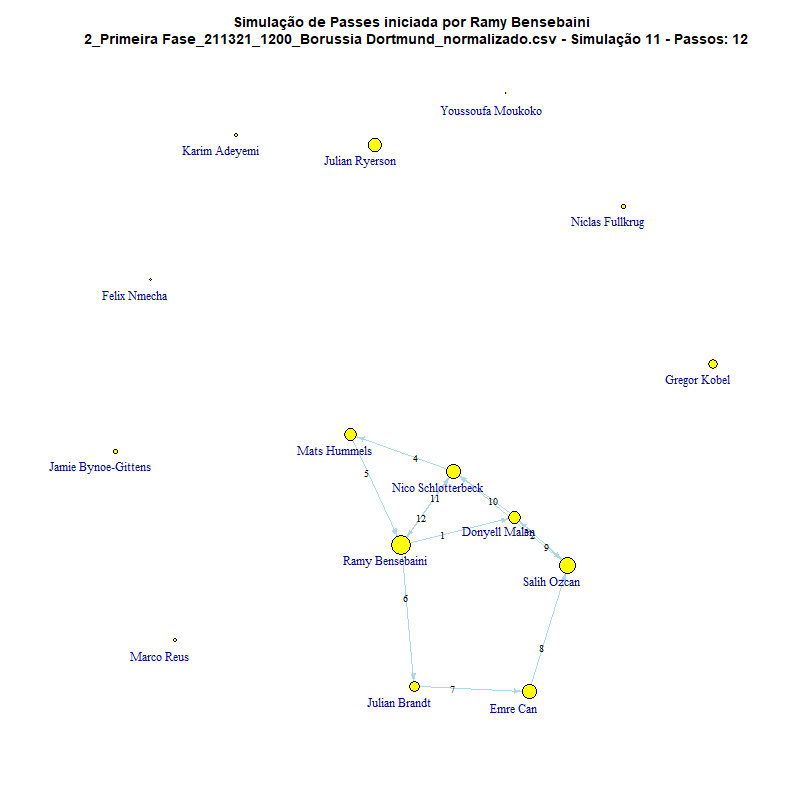 Simulação de Passes iniciada por Ramy Bensebaini
2_Primeira Fase_211321_1200_Borussia Dortmund_normalizado.csv - Simulação 11 - Passos: 12
Youssoufa Moukoko
Karim Adeyemi
Julian Ryerson
Niclas Fullkrug
Felix Nmecha
Gregor Kobel
Mats Hummels
4
Jamie Bynoe-Gittens
5
Nico Schlotterbeck
11
10
12
1
Donyell Malen
9
Ramy Bensebaini
Salih Ozcan
6
8
Marco Reus
7
Julian Brandt
Emre Can